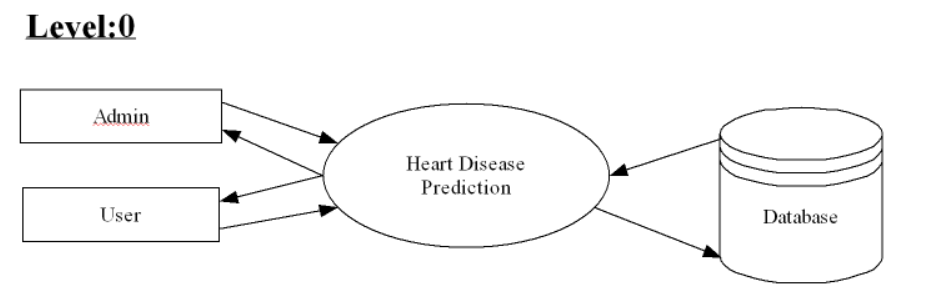 Level:0
Admin
Heart Disease
Prediction
User
Database